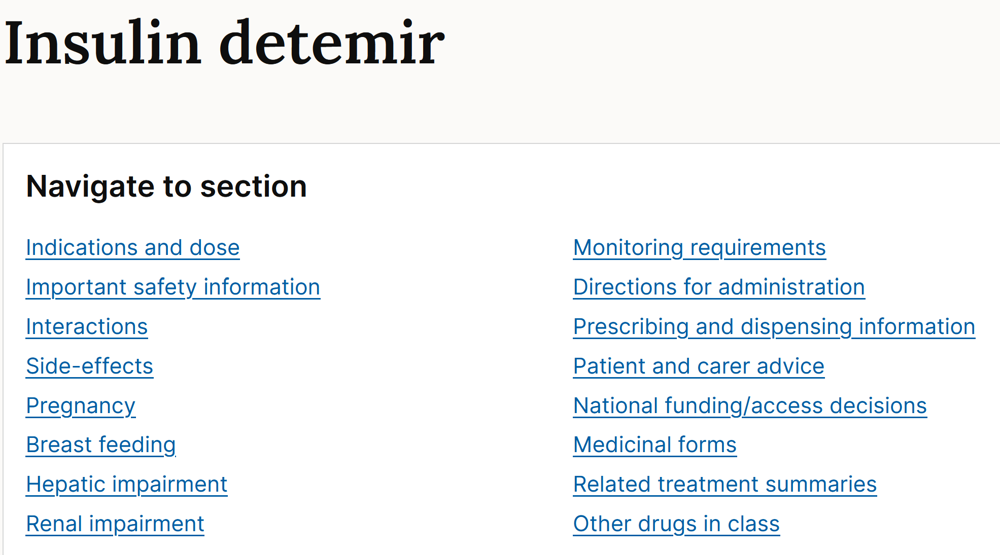 Insulin detemir
Navigate to section
Indications and dose
Important safety information
Interactions
Side-effects
Pregnancy
Breast feeding
Hepatic impairment
Renal impairment
Monitoring requirements
Directions for administration
Prescribing and dispensing information
Patient and carer advice
National funding/access decisions
Medicinal forms
Related treatment summaries
Other drugs in class